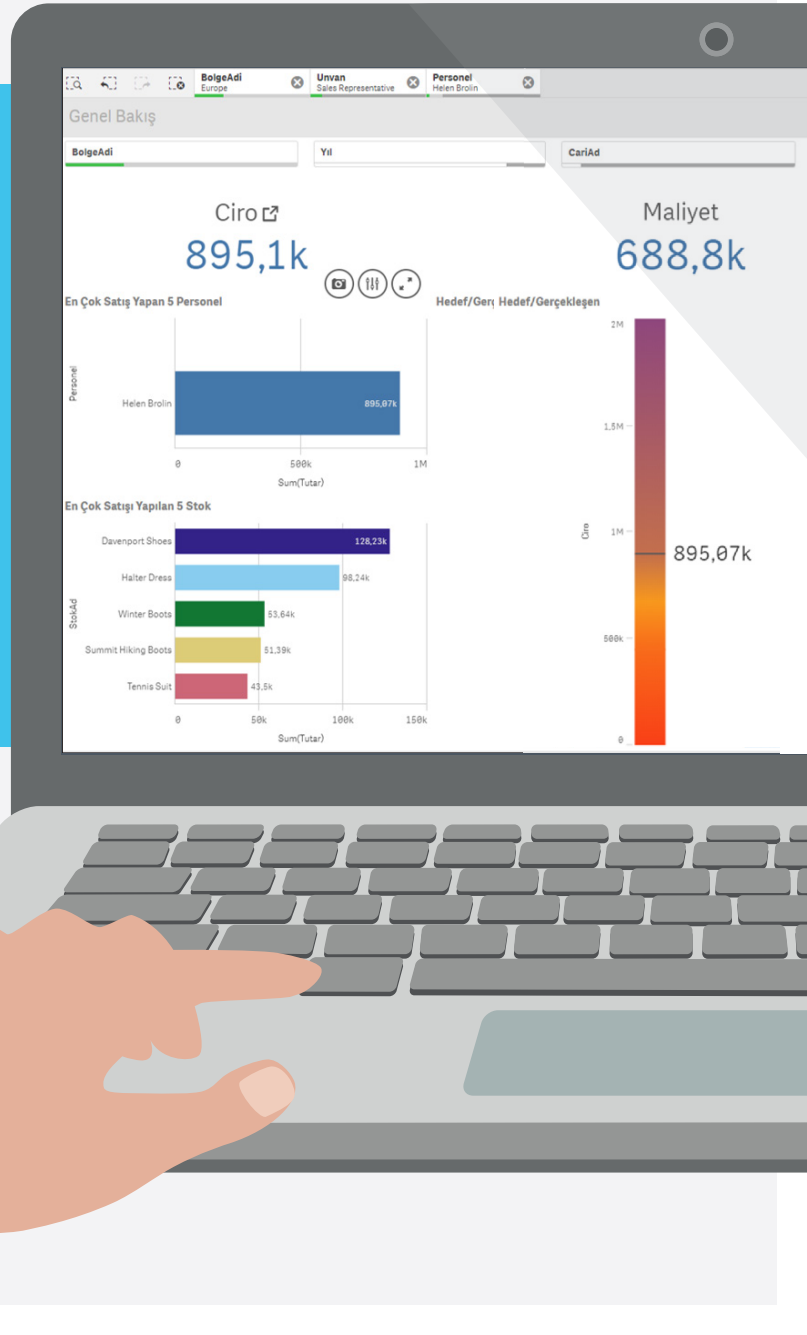 BolgeAdi
Europe
Unvan
Sales Representative
Personel
Helen Brolin
Genel Bakış
BolgeAdi
Yıl
CariAd
Ciro
895,1k
Maliyet
688,8k
En Çok Satış Yapan 5 Personel
Personel
Helen Brolin
895,07k
0
500k
1M
Sum(Tutar)
En Çok Satışı Yapılan 5 Stok
StokAd
Davenport Shoes
128,23k
Halter Dress
98,24k
Winter Boots
53,64k
Summit Hiking Boots
51,39k
Tennis Suit
43,5k
0
50k
100k
150k
Sum(Tutar)
Hedef/Gerç
Hedef/Gerçekleşen
2M
1,5M
Ciro
1M
895,07k
500k
0